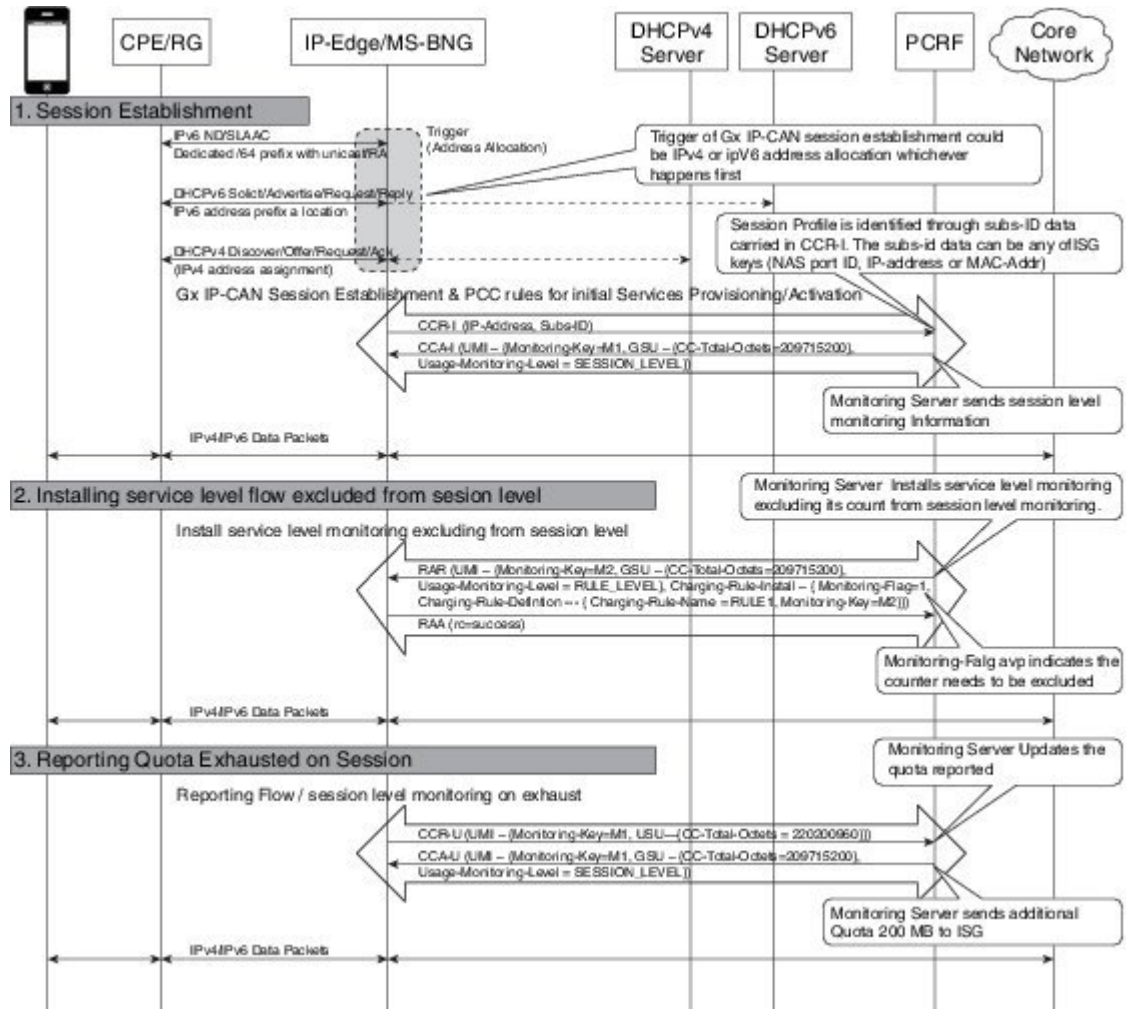 CPE/RG
IP-Edge/MS-BNG
DHCPv4
Server
DHCPv6
Server
PCRF
Core
Network
1. Session Establishment
IPv6 ND/SLAAC
Dedicated /64 prefix with unicast/RA
Trigger
(Address Allocation)
Trigger of Gx IP-CAN session establishment could
be IPv4 or ipV6 address allocation whichever
happens first
DHCPv6 Solict/Advertise/Request/Reply
IPv6 address prefix a location
Session Profile is identified through subs-ID data
carried in CCR-I. The subs-id data can be any of ISG
keys (NAS port ID, IP-address or MAC-Addr)
DHCPv4 Discover/Offer/Request/Ack
(IPv4 address assignment)
Gx IP-CAN Session Establishment & PCC rules for initial Services Provisioning/Activation
CCR-I (IP-Address, Subs-ID)
CCA-I (UMI – (Monitoring-Key=M1, GSU – (CC-Total-Octets=209715200),
Usage-Monitoring-Level = SESSION_LEVEL))
Monitoring Server sends session level
monitoring Information
IPv4/IPv6 Data Packets
2. Installing service level flow excluded from sesion level
Monitoring Server Installs service level monitoring
excluding its count from session level monitoring.
Install service level monitoring excluding from session level
RAR (UMI – (Monitoring-Key=M2, GSU – (CC-Total-Octets=209715200),
Usage-Monitoring-Level = RULE_LEVEL), Charging-Rule-Install – ( Monitoring-Flag=1,
Charging-Rule-Defintion --- ( Charging-Rule-Name = RULE1, Monitoring-Key=M2)))
RAA (rc=success)
Monitoring-Falg avp indicates the
counter needs to be excluded
IPv4/IPv6 Data Packets
3. Reporting Quota Exhausted on Session
Monitoring Server Updates the
quota reported
Reporting Flow / session level monitoring on exhaust
CCR-U (UMI – (Monitoring-Key=M1, USU—(CC-Total-Octets = 220200960)))
CCA-U (UMI – (Monitoring-Key=M1, GSU – (CC-Total-Octets=209715200),
Usage-Monitoring-Level = SESSION_LEVEL))
Monitoring Server sends additional
Quota 200 MB to ISG
IPv4/IPv6 Data Packets